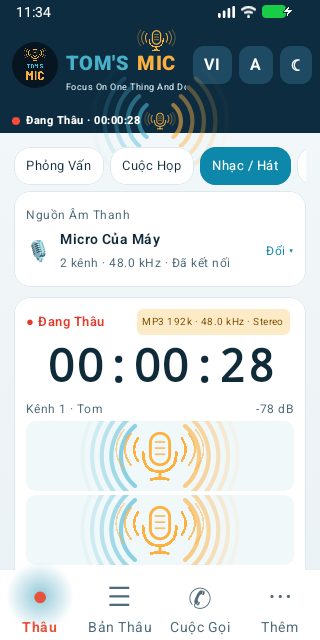 11:34
TOM'S MIC
TOM'S
MIC
Focus On One Thing And Do
VI
A
Đang Thâu · 00:00:28
Phỏng Vấn
Cuộc Họp
Nhạc / Hát
Nguồn Âm Thanh
Micro Của Máy
2 kênh · 48.0 kHz · Đã kết nối
Đổi
Đang Thâu
MP3 192k · 48.0 kHz · Stereo
00:00:28
Kênh 1 · Tom
-78 dB
Thâu
Bản Thâu
Cuộc Gọi
Thêm